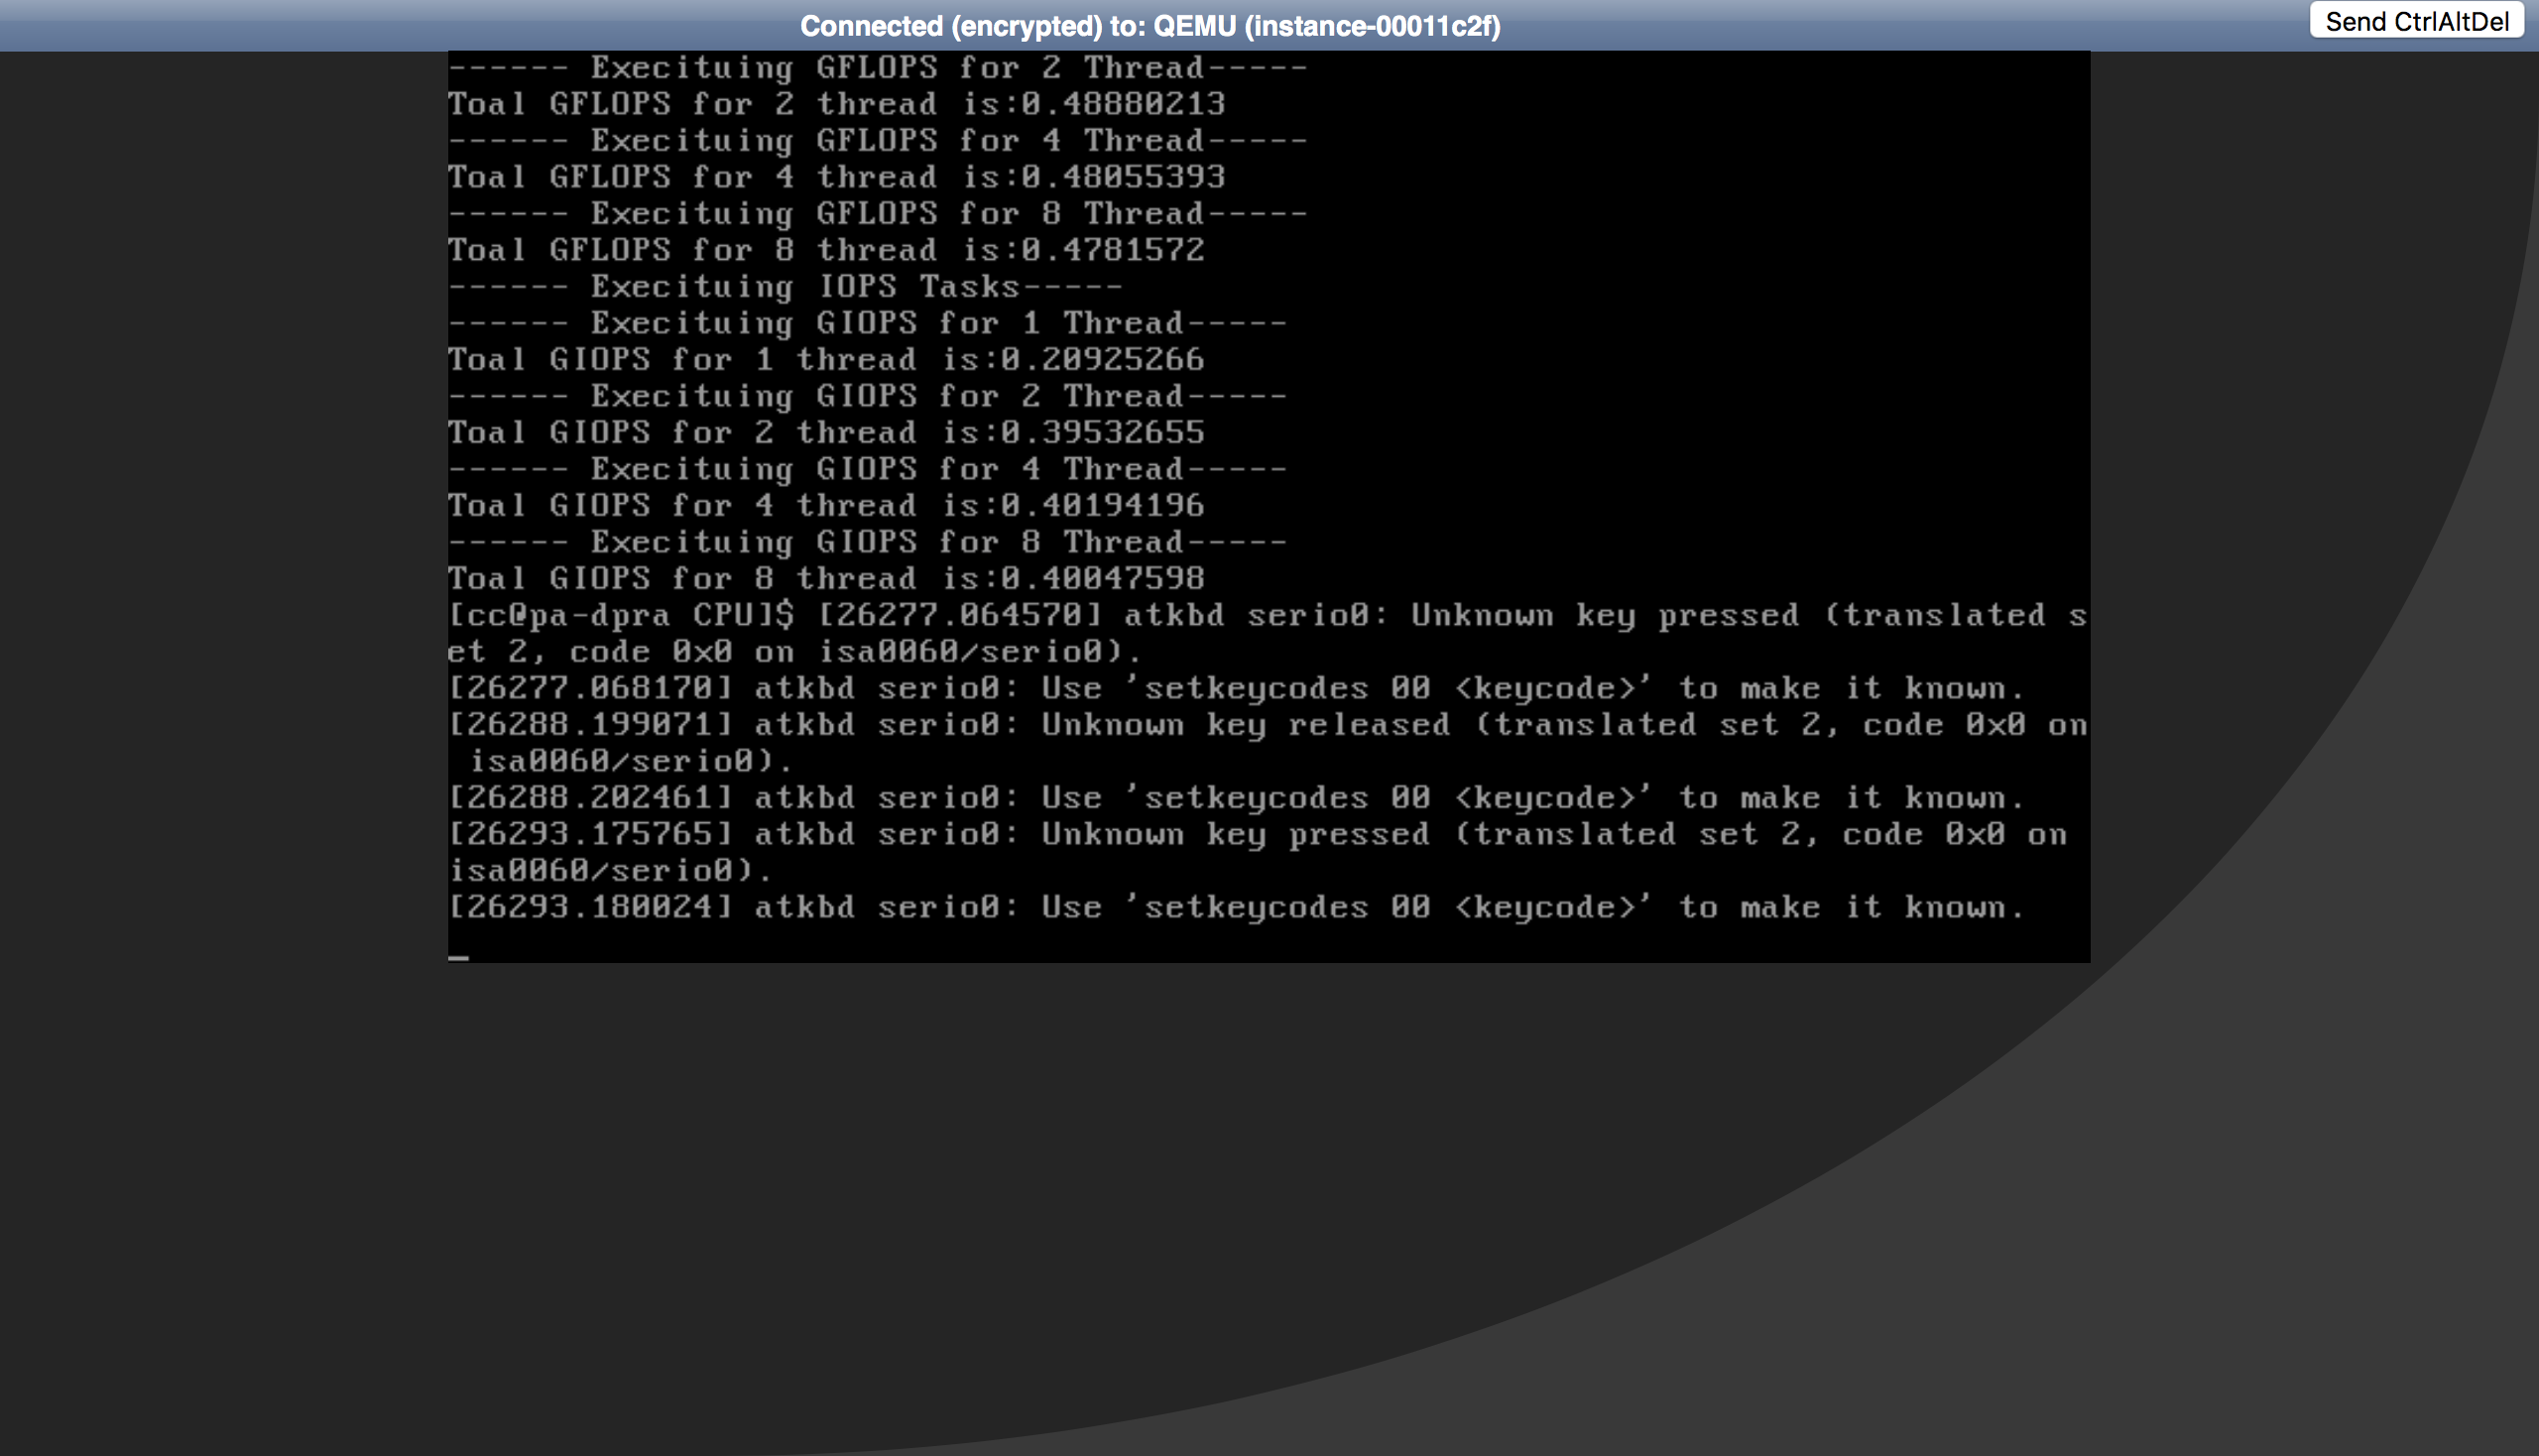 Connected (encrypted) to: QEMU (instance-00011c2f)
Send CtrlAltDel
------ Execituing GFLOPS for 2 Thread-----
Toal GFLOPS for 2 thread is:0.48880213
------ Execituing GFLOPS for 4 Thread-----
Toal GFLOPS for 4 thread is:0.48055393
------ Execituing GFLOPS for 8 Thread-----
Toal GFLOPS for 8 thread is:0.4781572
------ Execituing IOPS Tasks-----
------ Execituing GIOPS for 1 Thread-----
Toal GIOPS for 1 thread is:0.20925266
------ Execituing GIOPS for 2 Thread-----
Toal GIOPS for 2 thread is:0.39532655
------ Execituing GIOPS for 4 Thread-----
Toal GIOPS for 4 thread is:0.40194196
------ Execituing GIOPS for 8 Thread-----
Toal GIOPS for 8 thread is:0.40047598
[cc@pa-dpra CPU]$ [26277.064570] atkbd serio0: Unknown key pressed (translated s
et 2, code 0x0 on isa0060/serio0).
[26277.068170] atkbd serio0: Use 'setkeycodes 00 <keycode>' to make it known.
[26288.199071] atkbd serio0: Unknown key released (translated set 2, code 0x0 on
 isa0060/serio0).
[26288.202461] atkbd serio0: Use 'setkeycodes 00 <keycode>' to make it known.
[26293.175765] atkbd serio0: Unknown key pressed (translated set 2, code 0x0 on
isa0060/serio0).
[26293.180024] atkbd serio0: Use 'setkeycodes 00 <keycode>' to make it known.
_